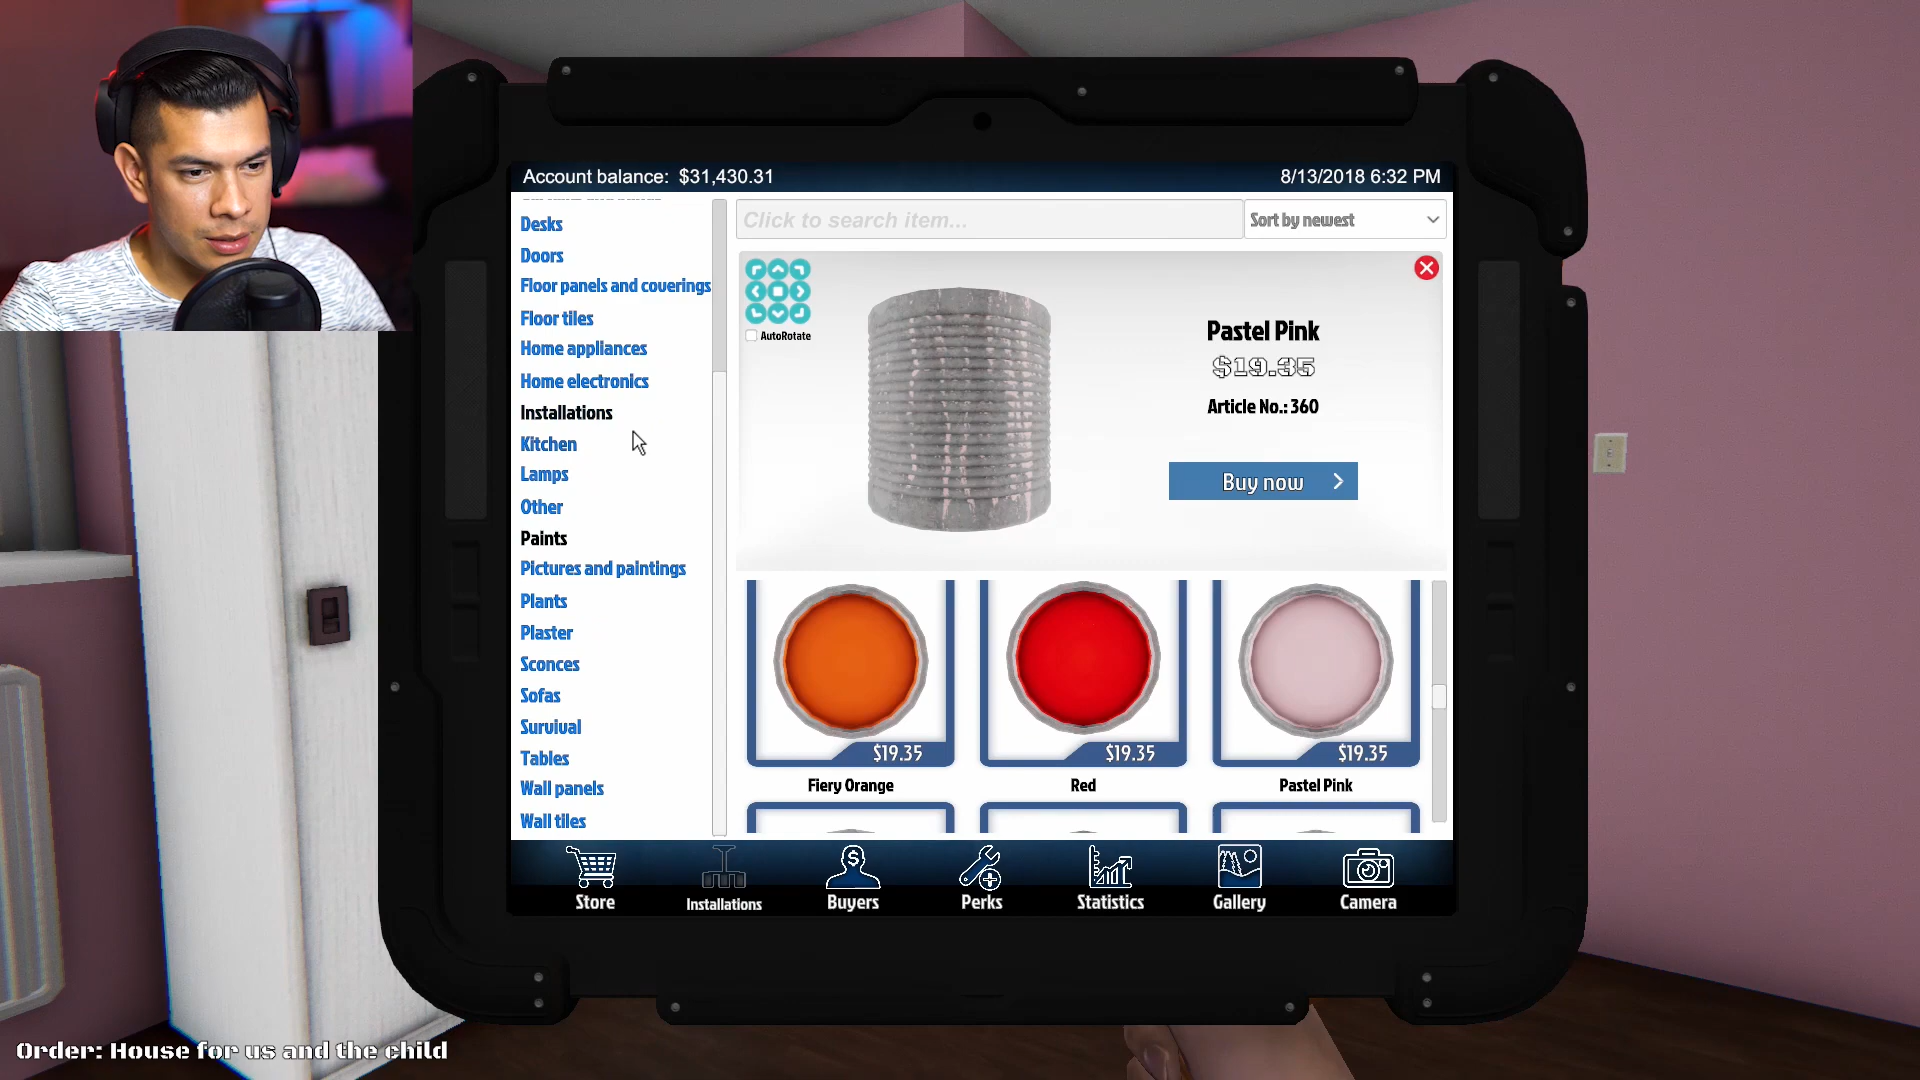 Account balance: $31,430.31
8/13/2018 6:32 PM
Desks
Doors
Floor panels and coverings
Floor tiles
Home appliances
Home electronics
Installations
Kitchen
Lamps
Other
Paints
Pictures and paintings
Plants
Plaster
Sconces
Sofas
Survival
Tables
Wall panels
Wall tiles
Click to search item...
Sort by newest
AutoRotate
Pastel Pink
$19.35
Article No.: 360
Buy now
$19.35
$19.35
$19.35
Fiery Orange
Red
Pastel Pink
Store
Installations
Buyers
Perks
Statistics
Gallery
Camera
Order: House for us and the child